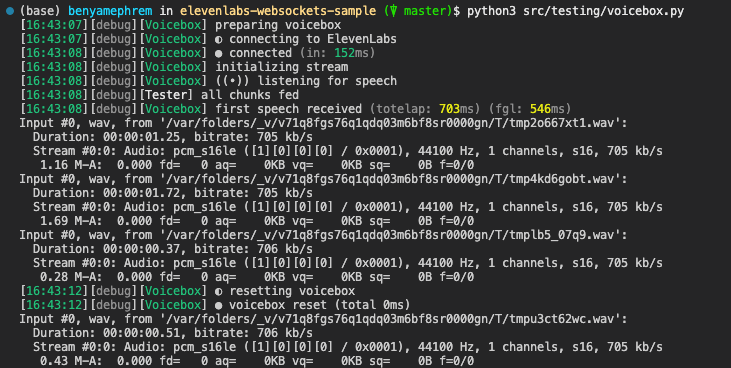 (base) benyamephrem in elevenlabs-websockets-sample (master)$ python3 src/testing/voicebox.py
[16:43:07][debug][Voicebox] preparing voicebox
[16:43:07][debug][Voicebox] ◐ connecting to ElevenLabs
[16:43:08][debug][Voicebox] ● connected (in: 152ms)
[16:43:08][debug][Voicebox] initializing stream
[16:43:08][debug][Voicebox] ((•)) listening for speech
[16:43:08][debug][Tester] all chunks fed
[16:43:08][debug][Voicebox] first speech received (totelap: 703ms) (fgl: 546ms)
Input #0, wav, from '/var/folders/_v/v71q8fgs76q1qdq03m6bf8sr0000gn/T/tmp2o667xt1.wav':
Duration: 00:00:01.25, bitrate: 705 kb/s
Stream #0:0: Audio: pcm_s16le ([1][0][0][0] / 0x0001), 44100 Hz, 1 channels, s16, 705 kb/s
1.16 M-A: 0.000 fd= 0 aq= 0KB vq= 0KB sq= 0B f=0/0
Input #0, wav, from '/var/folders/_v/v71q8fgs76q1qdq03m6bf8sr0000gn/T/tmp4kd6gobt.wav':
Duration: 00:00:01.72, bitrate: 705 kb/s
Stream #0:0: Audio: pcm_s16le ([1][0][0][0] / 0x0001), 44100 Hz, 1 channels, s16, 705 kb/s
1.69 M-A: 0.000 fd= 0 aq= 0KB vq= 0KB sq= 0B f=0/0
Input #0, wav, from '/var/folders/_v/v71q8fgs76q1qdq03m6bf8sr0000gn/T/tmplb5_07q9.wav':
Duration: 00:00:00.37, bitrate: 706 kb/s
Stream #0:0: Audio: pcm_s16le ([1][0][0][0] / 0x0001), 44100 Hz, 1 channels, s16, 705 kb/s
0.28 M-A: 0.000 fd= 0 aq= 0KB vq= 0KB sq= 0B f=0/0
[16:43:12][debug][Voicebox] ◐ resetting voicebox
[16:43:12][debug][Voicebox] ● voicebox reset (total 0ms)
Input #0, wav, from '/var/folders/_v/v71q8fgs76q1qdq03m6bf8sr0000gn/T/tmpu3ct62wc.wav':
Duration: 00:00:00.51, bitrate: 706 kb/s
Stream #0:0: Audio: pcm_s16le ([1][0][0][0] / 0x0001), 44100 Hz, 1 channels, s16, 705 kb/s
0.43 M-A: 0.000 fd= 0 aq= 0KB vq= 0KB sq= 0B f=0/0